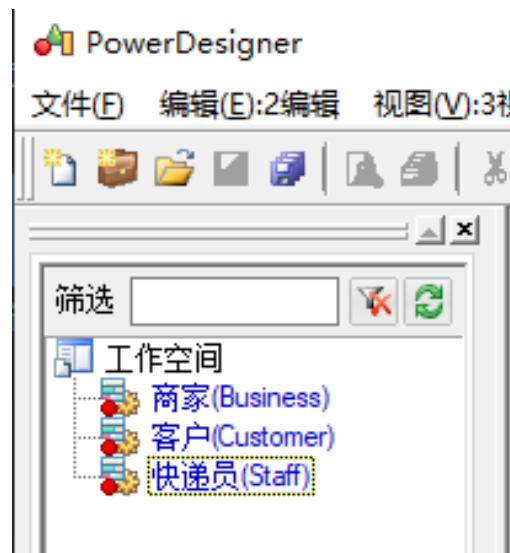 PowerDesigner
文件(F) 编辑(E):2编辑 视图(V):3视
筛选
工作空间
商家(Business)
客户(Customer)
快递员(Staff)